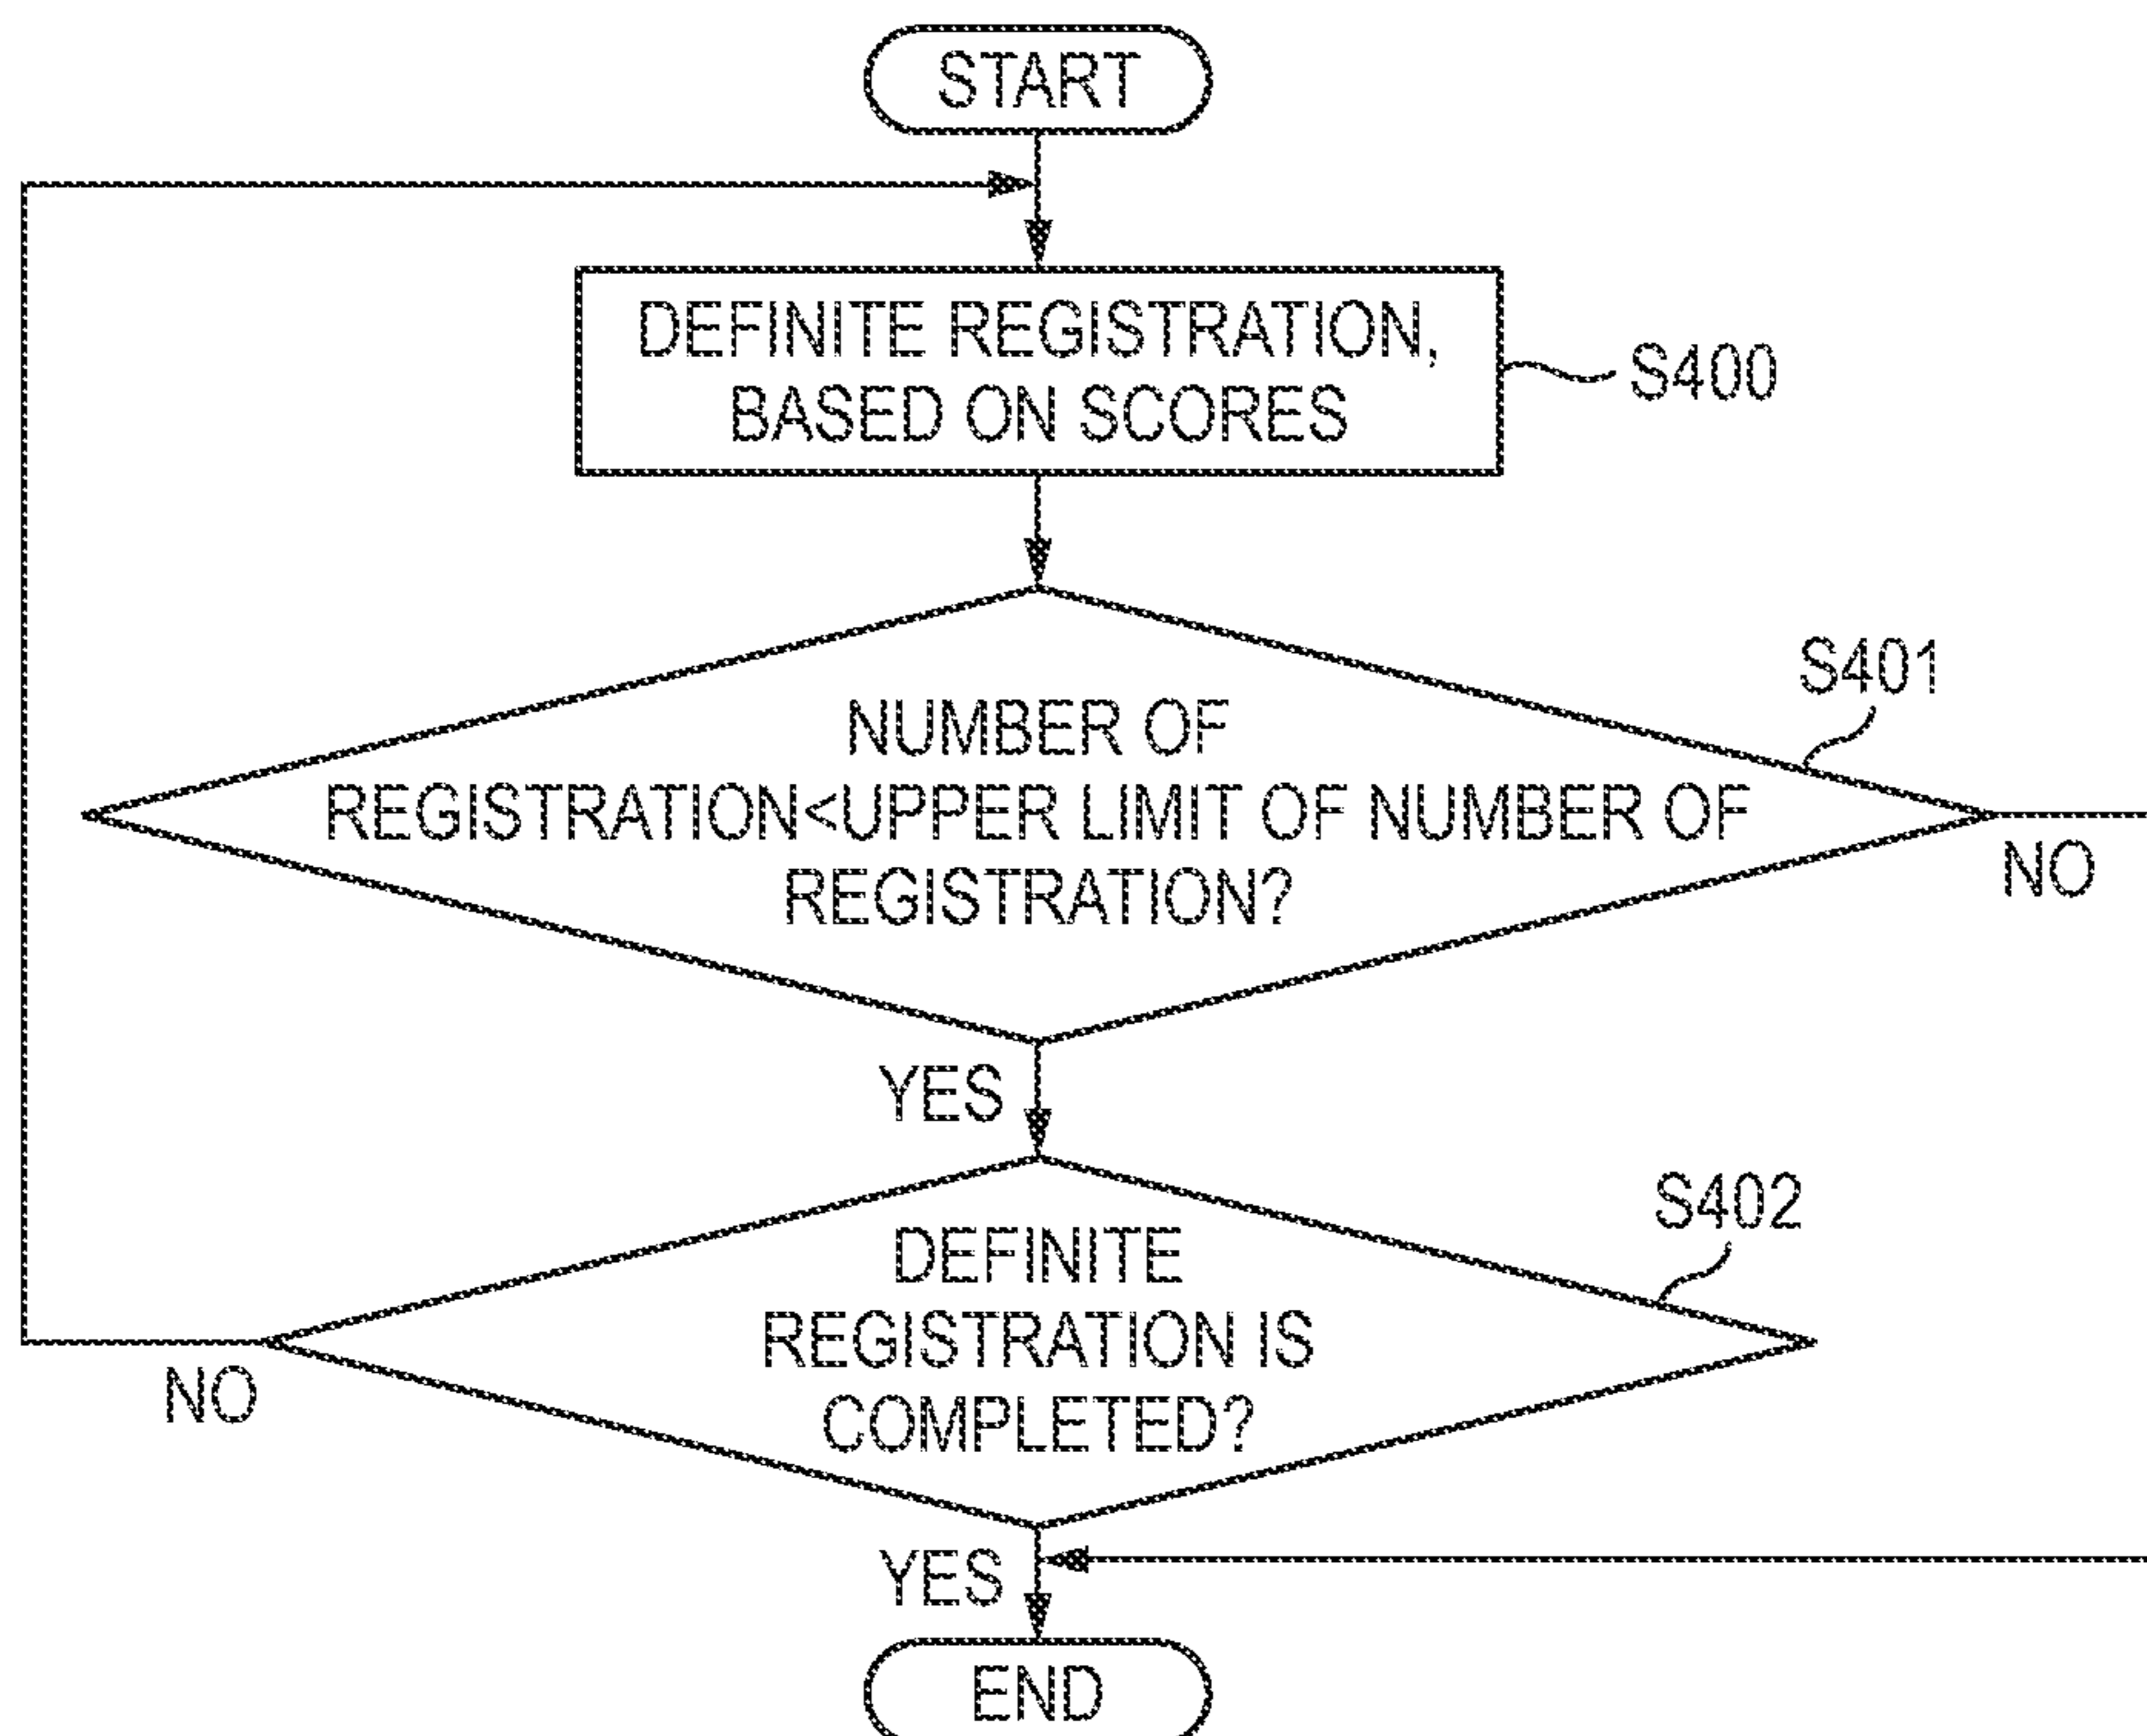 START
DEFINITE REGISTRATION,
BASED ON SCORES
S400
S401
NUMBER OF
REGISTRATION<UPPER LIMIT OF NUMBER OF
REGISTRATION?
NO
YES
S402
DEFINITE
REGISTRATION IS
COMPLETED?
NO
YES
END